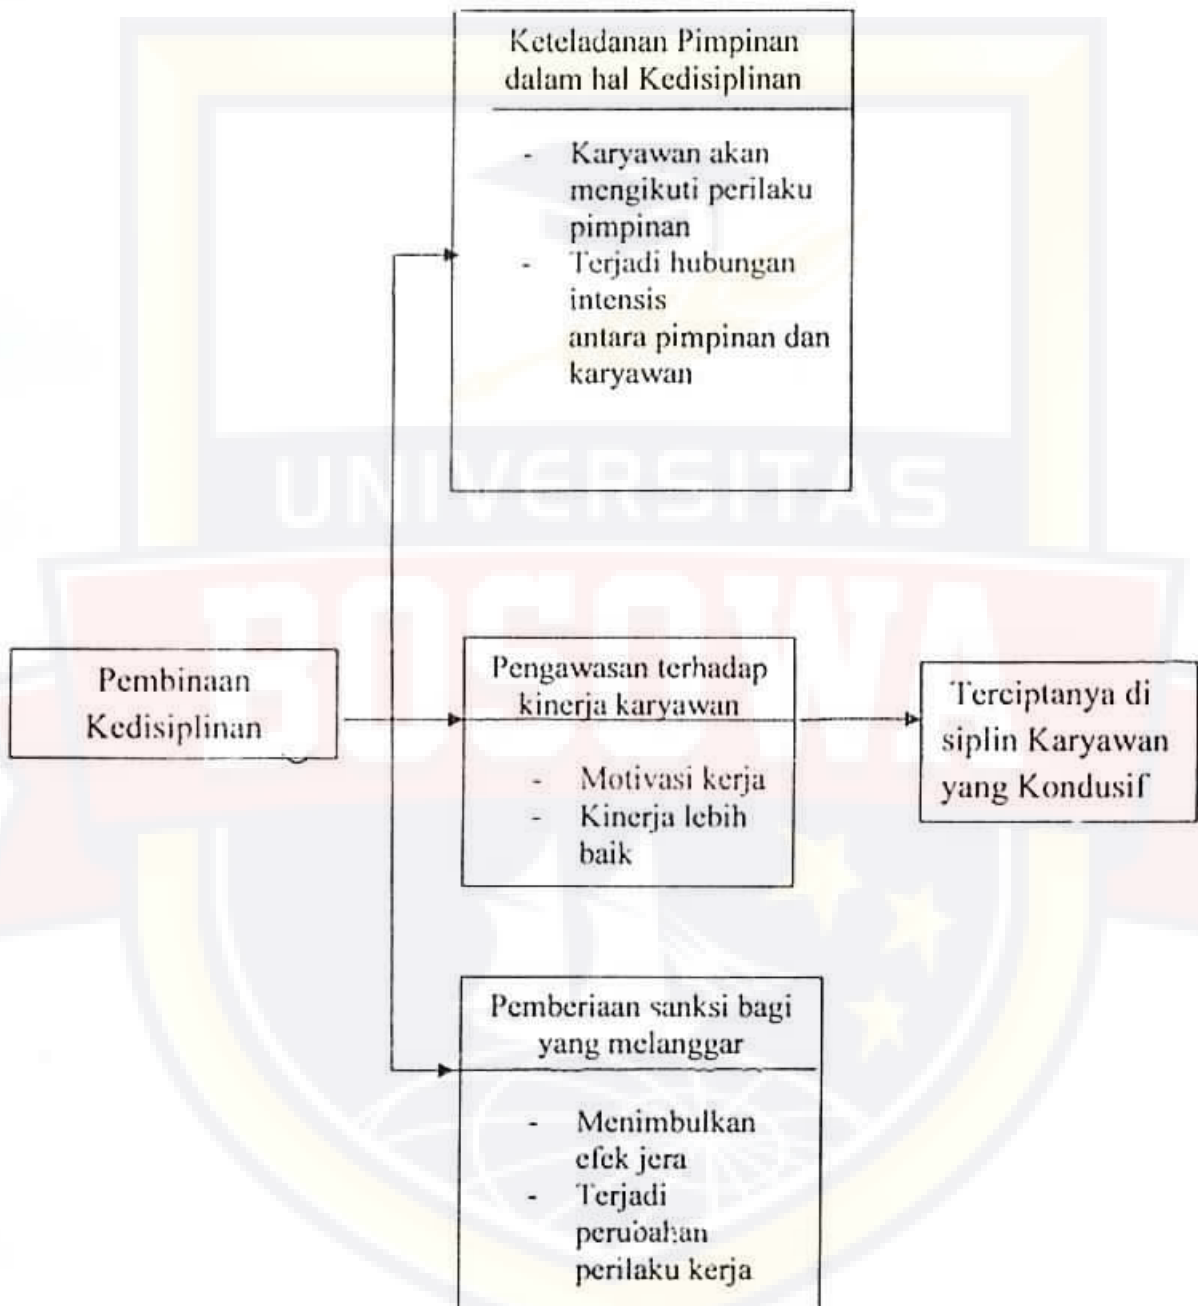 Keteladanan Pimpinan
dalam hal Kedisiplinan
- Karyawan akan
mengikuti perilaku
pimpinan
- Terjadi hubungan
intensis
antara pimpinan dan
karyawan
UNIVERSITAS
BOSOWA
Pembinaan
Kedisiplinan
Pengawasan terhadap
kinerja karyawan
- Motivasi kerja
- Kinerja lebih
baik
Terciptanya di
siplin Karyawan
yang Kondusif
Pemberiaan sanksi bagi
yang melanggar
- Menimbulkan
efek jera
- Terjadi
perubahan
perilaku kerja